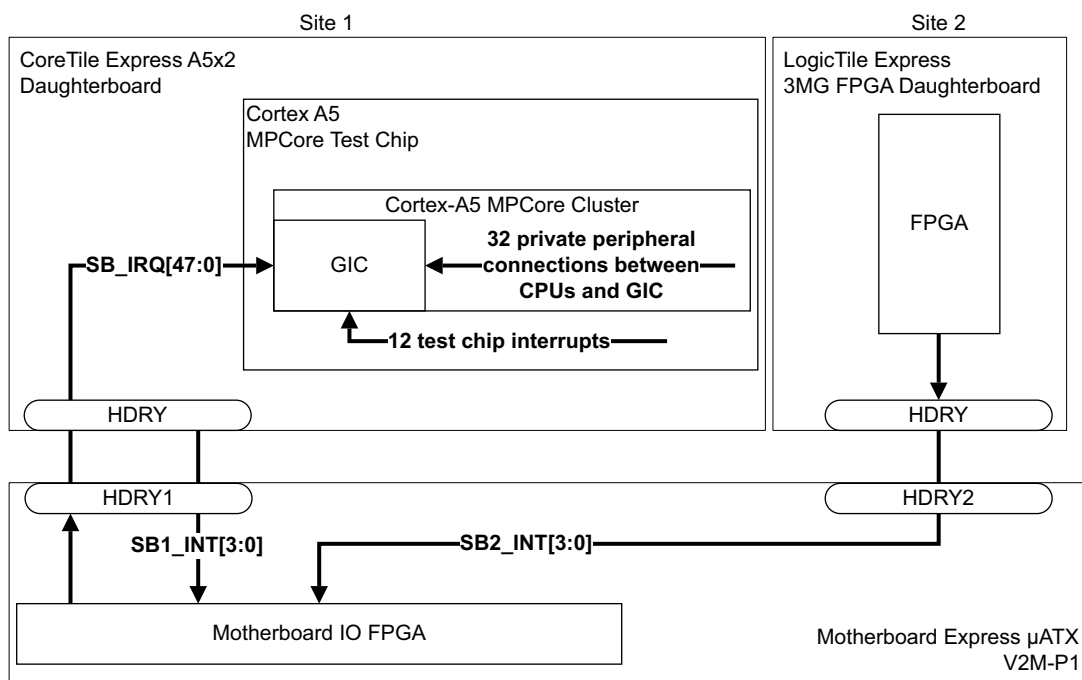 Site 1
Site 2
CoreTile Express A5x2
Daughterboard
LogicTile Express
3MG FPGA Daughterboard
Cortex A5
MPCore Test Chip
Cortex-A5 MPCore Cluster
GIC
32 private peripheral
connections between
CPUs and GIC
SB_IRQ[47:0]
12 test chip interrupts
FPGA
HDRY
HDRY
HDRY1
HDRY2
SB1_INT[3:0]
SB2_INT[3:0]
Motherboard IO FPGA
Motherboard Express µATX
V2M-P1